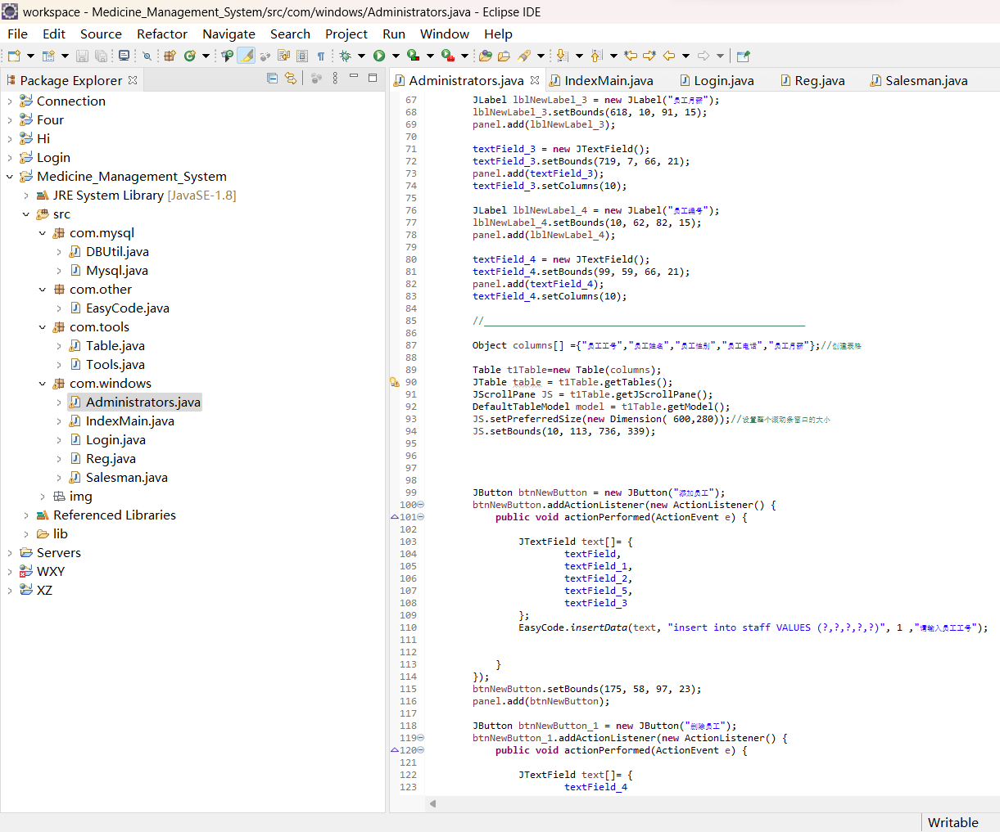 workspace - Medicine_Management_System/src/com/windows/Administrators.java - Eclipse IDE
File Edit Source Refactor Navigate Search Project Run Window Help
Package Explorer
Connection
Four
Hi
Login
Medicine_Management_System
JRE System Library [JavaSE-1.8]
src
com.mysql
DBUtil.java
Mysql.java
com.other
EasyCode.java
com.tools
Table.java
Tools.java
com.windows
Administrators.java
IndexMain.java
Login.java
Reg.java
Salesman.java
img
Referenced Libraries
lib
Servers
WXY
XZ
Administrators.java IndexMain.java Login.java Reg.java Salesman.java
67 JLabel lblNewLabel_3 = new JLabel("员工月薪");
68 lblNewLabel_3.setBounds(618, 10, 91, 15);
69 panel.add(lblNewLabel_3);
70
71 textField_3 = new JTextField();
72 textField_3.setBounds(719, 7, 66, 21);
73 panel.add(textField_3);
74 textField_3.setColumns(10);
75
76 JLabel lblNewLabel_4 = new JLabel("员工编号");
77 lblNewLabel_4.setBounds(10, 62, 82, 15);
78 panel.add(lblNewLabel_4);
79
80 textField_4 = new JTextField();
81 textField_4.setBounds(99, 59, 66, 21);
82 panel.add(textField_4);
83 textField_4.setColumns(10);
84
85 //________________________________________________________
86
87 Object columns[] ={"员工工号","员工姓名","员工性别","员工电话","员工月薪"};//创建表格
88
89 Table t1Table=new Table(columns);
90 JTable table = t1Table.getTables();
91 JScrollPane JS = t1Table.getJScrollPane();
92 DefaultTableModel model = t1Table.getModel();
93 JS.setPreferredSize(new Dimension( 600,280));//设置整个滚动条窗口的大小
94 JS.setBounds(10, 113, 736, 339);
95
96
97
98
99 JButton btnNewButton = new JButton("添加员工");
100 btnNewButton.addActionListener(new ActionListener() {
101 public void actionPerformed(ActionEvent e) {
102
103 JTextField text[]= {
104 textField,
105 textField_1,
106 textField_2,
107 textField_5,
108 textField_3
109 };
110 EasyCode.insertData(text, "insert into staff VALUES (?,?,?,?,?)", 1 ,"请输入员工工号");
111
112
113 }
114 });
115 btnNewButton.setBounds(175, 58, 97, 23);
116 panel.add(btnNewButton);
117
118 JButton btnNewButton_1 = new JButton("删除员工");
119 btnNewButton_1.addActionListener(new ActionListener() {
120 public void actionPerformed(ActionEvent e) {
121
122 JTextField text[]= {
123 textField_4
Writable